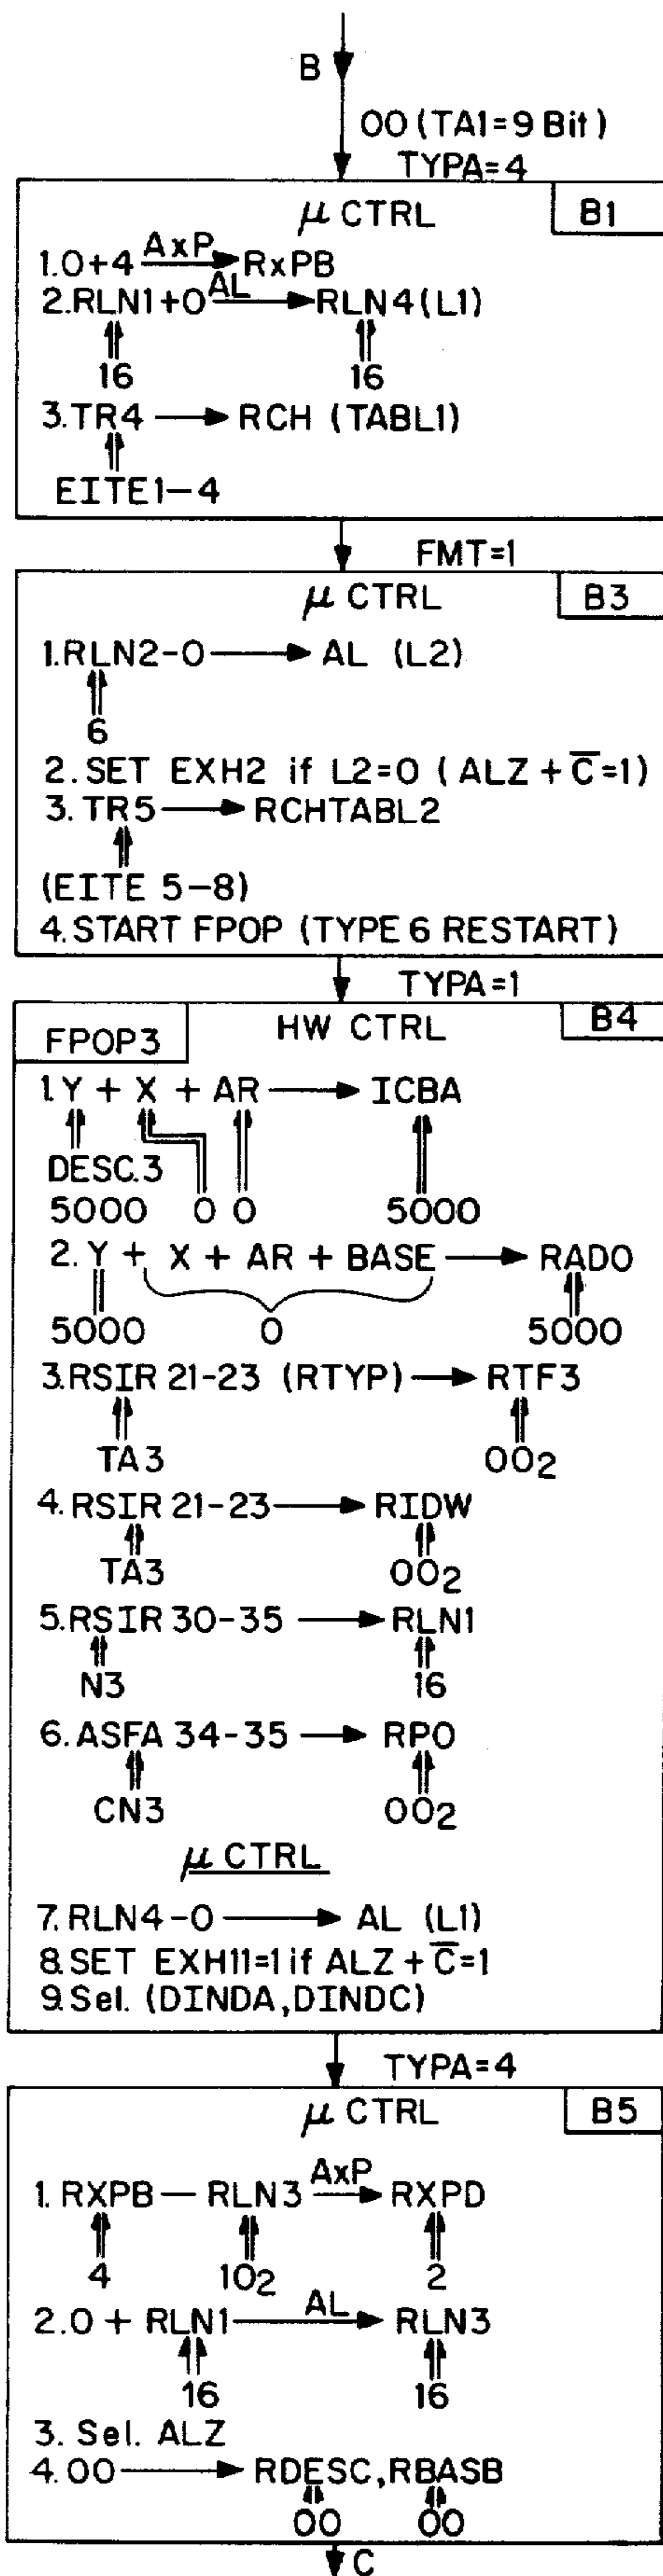 B
00 (TA1=9 Bit)
TYPA=4
μ CTRL B1
1.0+4 AxP RxPB
2.RLN1+0 AL RLN4(L1)
16 16
3.TR4 RCH (TABL1)
EITE1-4
FMT=1
μ CTRL B3
1.RLN2-0 AL (L2)
6
2. SET EXH2 if L2=0 (ALZ + C̅=1)
3. TR5 RCHTABL2
(EITE 5-8)
4.START FPOP (TYPE 6 RESTART)
TYPA=1
FPOP3 HW CTRL B4
1.Y + X + AR ICBA
DESC.3
5000 0 0 5000
2. Y + X + AR + BASE RADO
5000 0 5000
3.RSIR 21-23 (RTYP) RTF3
TA3 00₂
4. RSIR 21-23 RIDW
TA3 00₂
5.RSIR 30-35 RLN1
N3 16
6.ASFA 34-35 RPO
CN3 00₂
μ CTRL
7. RLN4-0 AL (L1)
8.SET EXH11=1 if ALZ + C̅=1
9.Sel. (DINDA,DINDC)
TYPA=4
μ CTRL B5
1. RXPB — RLN3 AxP RXPD
4 10₂ 2
2.0 + RLN1 AL RLN3
16 16
3. Sel. ALZ
4.00 RDESC,RBASB
00 00
C